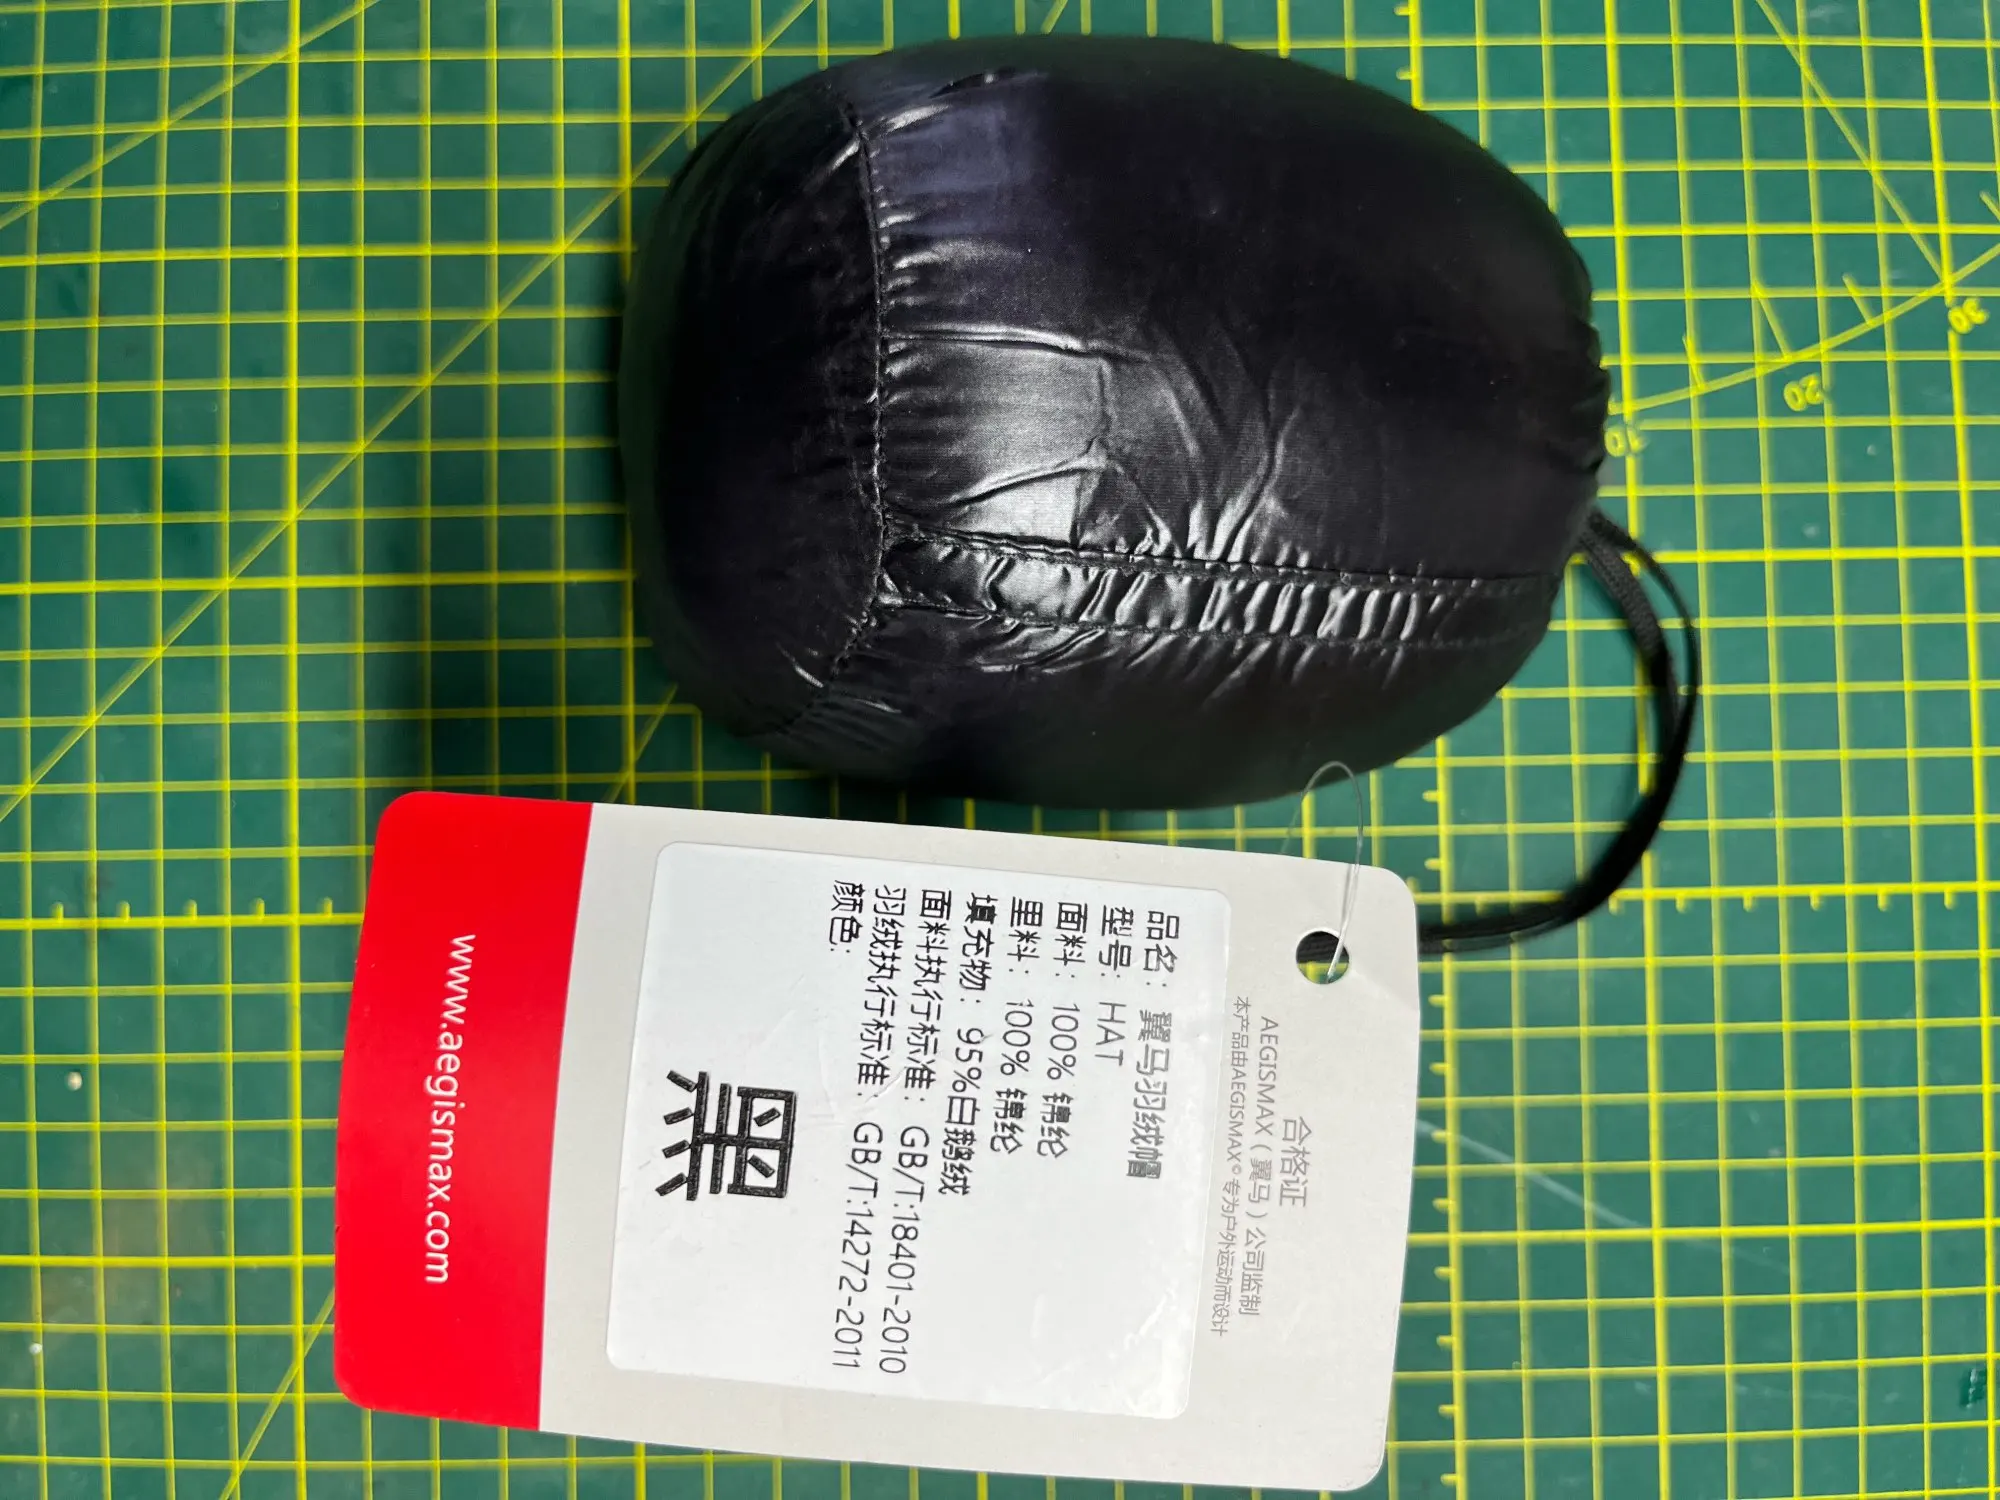 合格证
AEGISMAX（翼马）公司监制
本产品由AEGISMAX©专为户外运动而设计
品名： 翼马羽绒帽
型号： HAT
面料： 100% 锦纶
里料： 100% 锦纶
填充物： 95%白鹅绒
面料执行标准： GB/T:18401-2010
羽绒执行标准： GB/T:14272-2011
颜色：
黑
www.aegismax.com
10
20
30